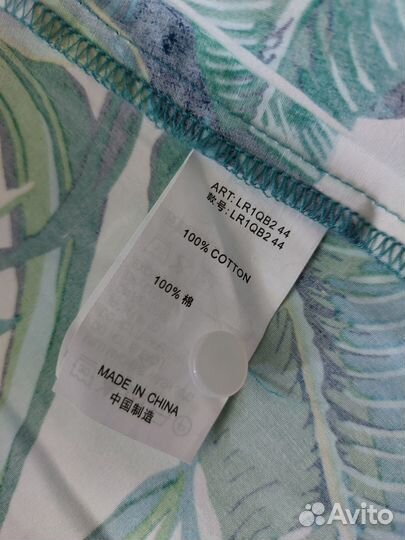 ART: LR1QB2 44
款号: LR1QB2 44
100% COTTON
100% 棉
MADE IN CHINA
中国制造
Avito